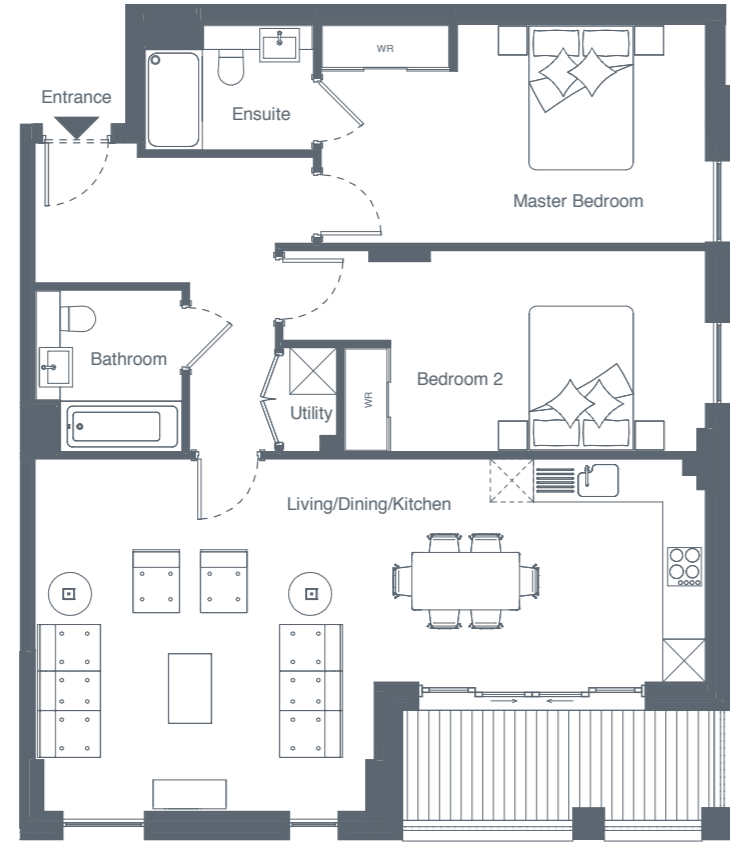 WR
Entrance
Ensuite
Master Bedroom
Bathroom
Bedroom 2
WR
Utility
Living/Dining/Kitchen